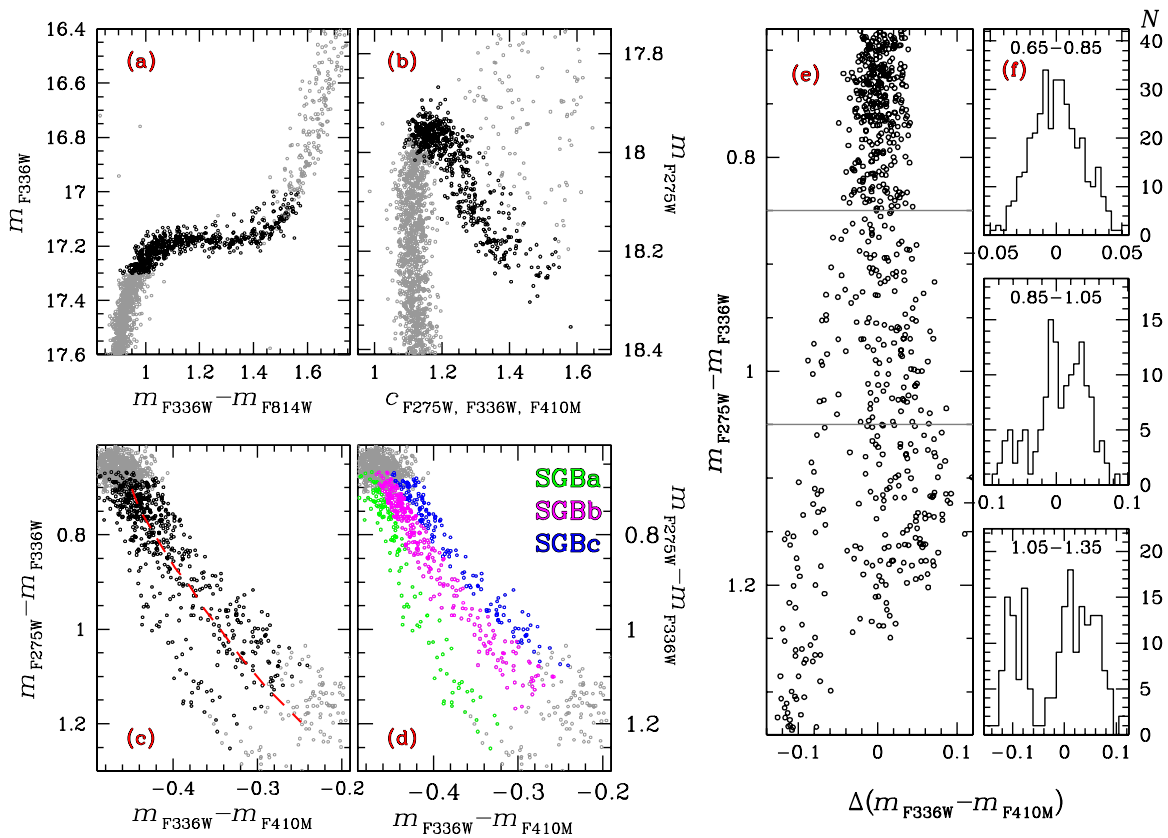 (a)
16.4
16.6
16.8
17
17.2
17.4
17.6
m F336W
1 1.2 1.4 1.6
m F336W−m F814W
(b)
17.8
18
18.2
18.4
m F275W
1 1.2 1.4 1.6
c F275W, F336W, F410M
(c)
0.8
1
1.2
m F275W−m F336W
−0.4 −0.3 −0.2
m F336W−m F410M
(d)
SGBa
SGBb
SGBc
0.8
1
1.2
m F275W−m F336W
−0.4 −0.3 −0.2
m F336W−m F410M
(e)
0.8
1
1.2
m F275W−m F336W
−0.1 0 0.1
Δ(m F336W−m F410M)
(f)
N
0.65−0.85
40
30
20
10
0
−0.05 0 0.05
0.85−1.05
15
10
5
0
−0.1 0 0.1
1.05−1.35
20
15
10
5
0
−0.1 0 0.1